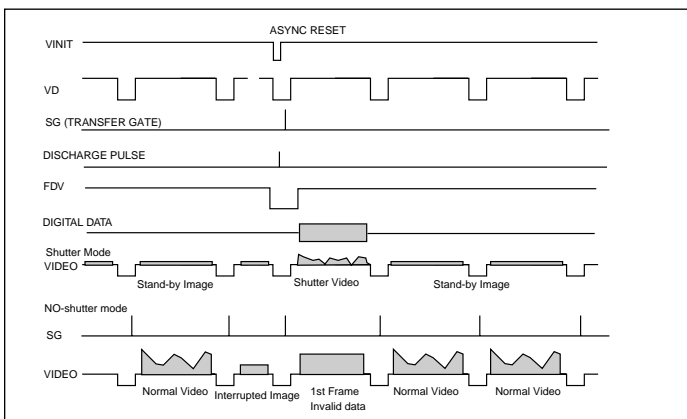 ASYNC RESET
VINIT
VD
SG (TRANSFER GATE)
DISCHARGE PULSE
FDV
DIGITAL DATA
Shutter Mode
VIDEO
Stand-by Image
Shutter Video
Stand-by Image
NO-shutter mode
SG
VIDEO
Normal Video
Interrupted Image
1st Frame
Invalid data
Normal Video
Normal Video